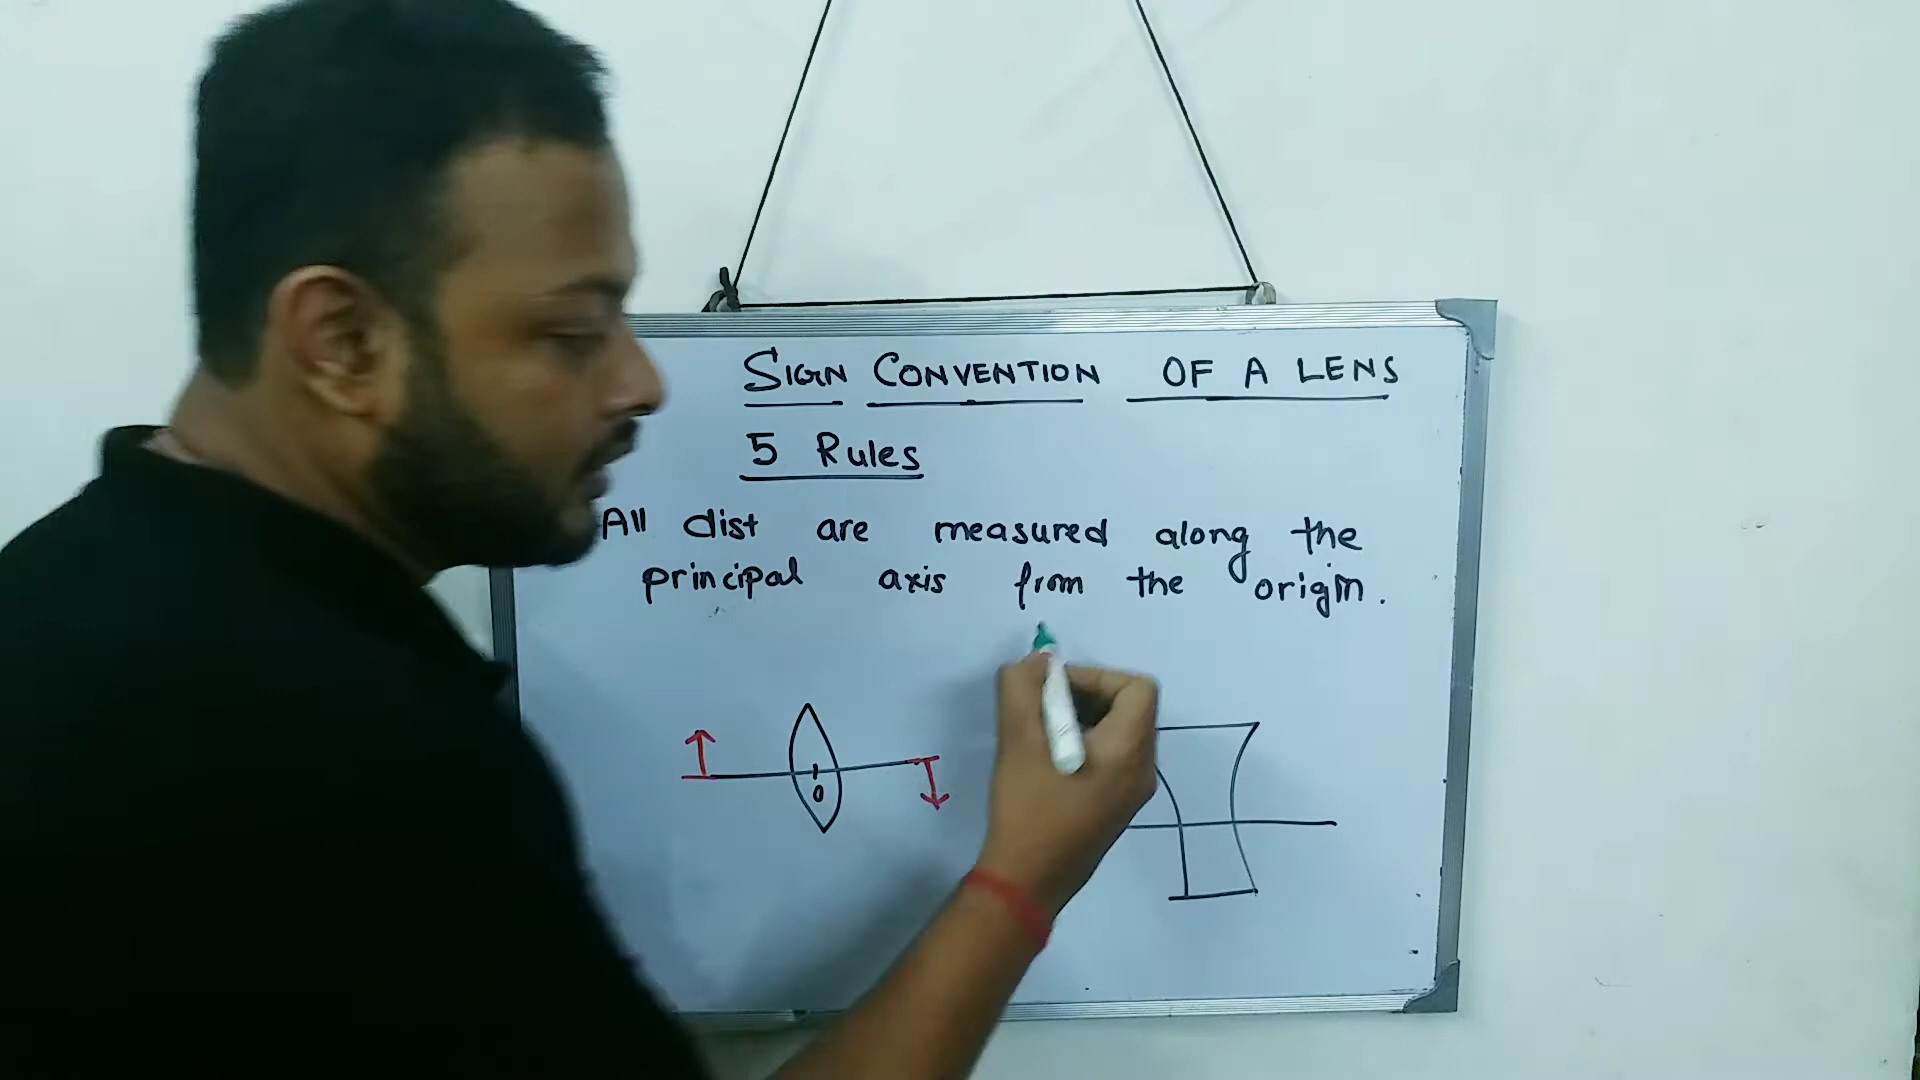 SIGN CONVENTION OF A LENS
5 Rules
All dist are measured along the
principal axis from the origin.
O